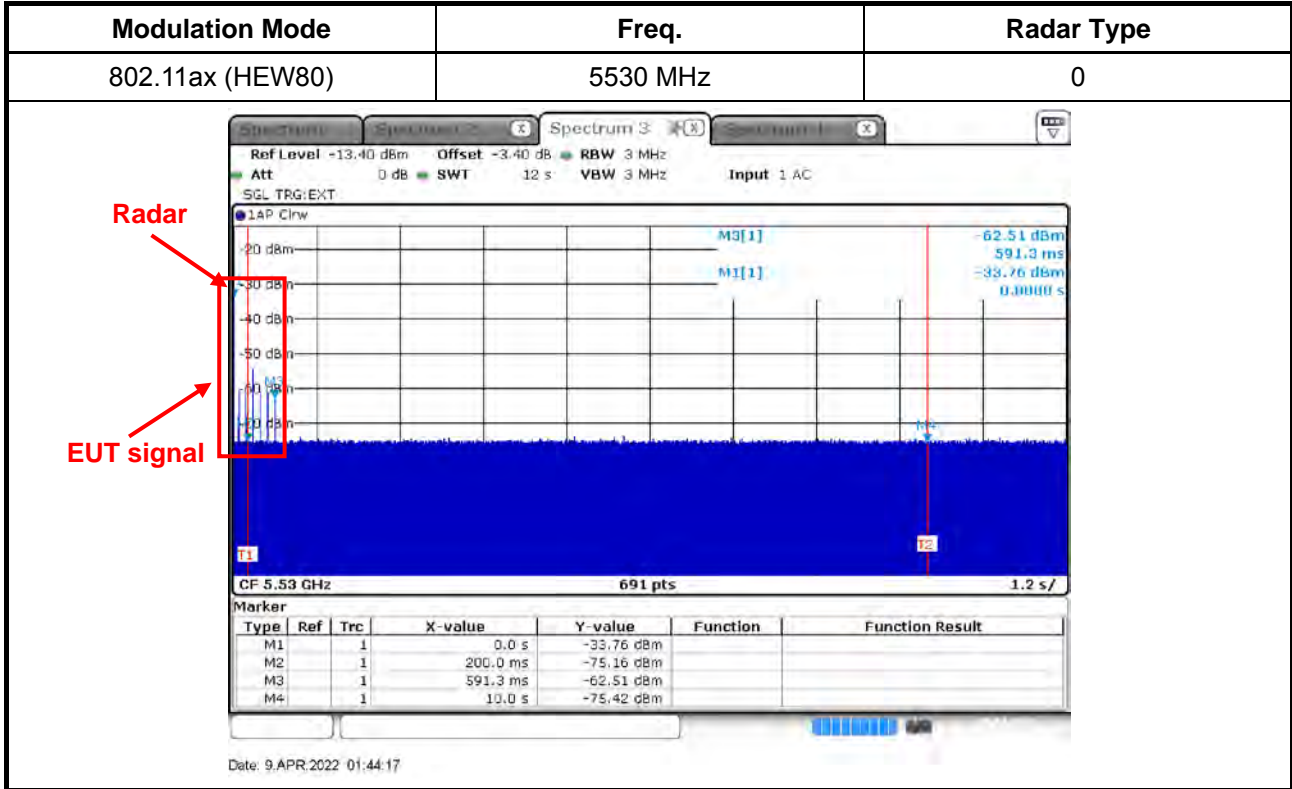 Modulation Mode Freq. Radar Type
802.11ax (HEW80) 5530 MHz 0
Spectrum 3
Ref Level -13.40 dBm Offset -3.40 dB RBW 3 MHz
Att 0 dB SWT 12 s VBW 3 MHz Input 1 AC
SGL TRG:EXT
1AP Clrw
Radar
M3[1] -62.51 dBm
591.3 ms
M1[1] -33.76 dBm
0.0000 s
-20 dBm
-30 dBm
-40 dBm
-50 dBm
-60 dBm
M3
-70 dBm
M4
EUT signal
T1 T2
CF 5.53 GHz 691 pts 1.2 s/
Marker
Type Ref Trc X-value Y-value Function Function Result
M1 1 0.0 s -33.76 dBm
M2 1 200.0 ms -75.16 dBm
M3 1 591.3 ms -62.51 dBm
M4 1 10.0 s -75.42 dBm
Date: 9.APR.2022 01:44:17